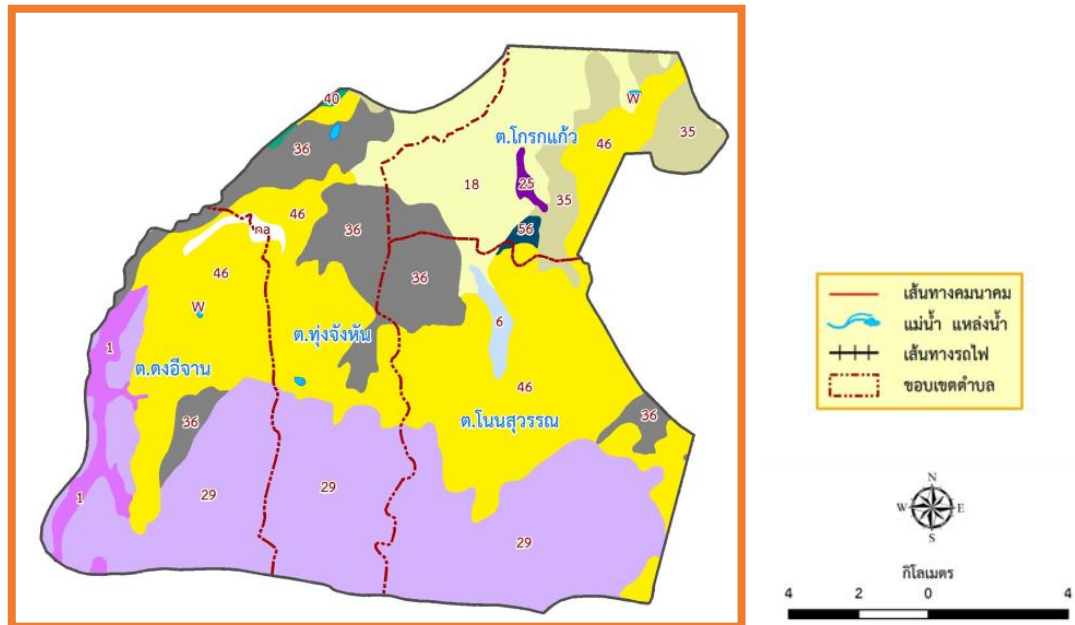 40
W
36
ต.โกรกแก้ว
46
35
18
25
35
46
36
56
ตล
46
36
6
W
1
ต.ทุ่งจังหัน
ต.ดงอีจาน
46
36
ต.โนนสุวรรณ
36
29
29
1
29
เส้นทางคมนาคม
แม่น้ำ แหล่งน้ำ
เส้นทางรถไฟ
ขอบเขตตำบล
N
W E
S
กิโลเมตร
4 2 0 4